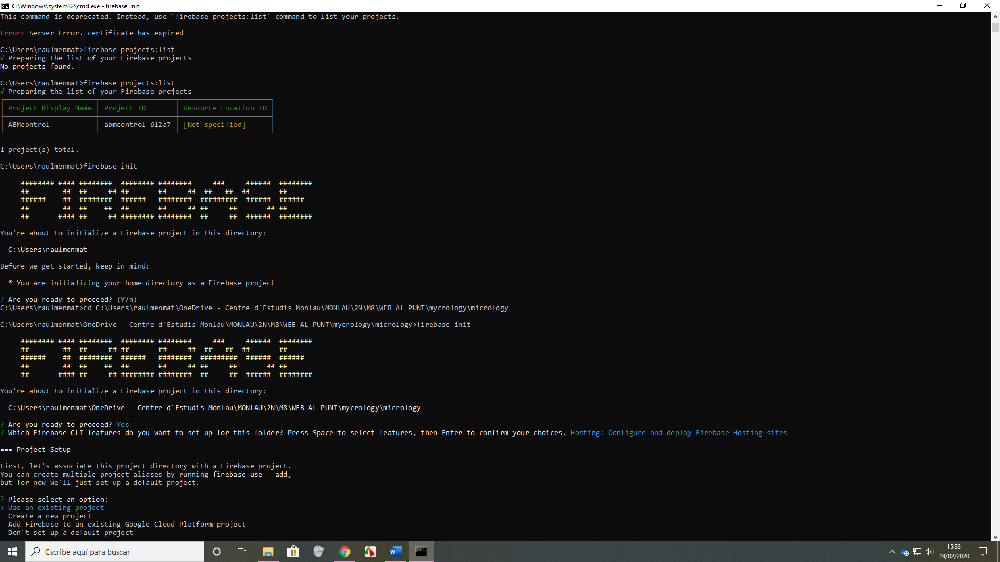 C:\Windows\system32\cmd.exe - firebase init
This command is deprecated. Instead, use 'firebase projects:list' command to list your projects.
Error: Server Error. certificate has expired
C:\Users\raulmenmat>firebase projects:list
√ Preparing the list of your Firebase projects
No projects found.
C:\Users\raulmenmat>firebase projects:list
√ Preparing the list of your Firebase projects
Project Display Name │ Project ID │ Resource Location ID
ABMcontrol │ abmcontrol-612a7 │ [Not specified]
1 project(s) total.
C:\Users\raulmenmat>firebase init
######## #### ########  ######## ########     ###     ######  ########
##        ##  ##     ## ##       ##     ##  ##   ##  ##       ##
######    ##  ########  ######   ########  #########  ######  ######
##        ##  ##    ##  ##       ##     ## ##     ##       ## ##
##       #### ##     ## ######## ########  ##     ##  ######  ########
You're about to initialize a Firebase project in this directory:
C:\Users\raulmenmat
Before we get started, keep in mind:
* You are initializing your home directory as a Firebase project
? Are you ready to proceed? (Y/n)
C:\Users\raulmenmat>cd C:\Users\raulmenmat\OneDrive - Centre d'Estudis Monlau\MONLAU\2N\M8\WEB AL PUNT\mycrology\micrology
C:\Users\raulmenmat\OneDrive - Centre d'Estudis Monlau\MONLAU\2N\M8\WEB AL PUNT\mycrology\micrology>firebase init
######## #### ########  ######## ########     ###     ######  ########
##        ##  ##     ## ##       ##     ##  ##   ##  ##       ##
######    ##  ########  ######   ########  #########  ######  ######
##        ##  ##    ##  ##       ##     ## ##     ##       ## ##
##       #### ##     ## ######## ########  ##     ##  ######  ########
You're about to initialize a Firebase project in this directory:
C:\Users\raulmenmat\OneDrive - Centre d'Estudis Monlau\MONLAU\2N\M8\WEB AL PUNT\mycrology\micrology
? Are you ready to proceed? Yes
? Which Firebase CLI features do you want to set up for this folder? Press Space to select features, then Enter to confirm your choices. Hosting: Configure and deploy Firebase Hosting sites
=== Project Setup
First, let's associate this project directory with a Firebase project.
You can create multiple project aliases by running firebase use --add,
but for now we'll just set up a default project.
? Please select an option:
> Use an existing project
Create a new project
Add Firebase to an existing Google Cloud Platform project
Don't set up a default project
Escribe aquí para buscar
15:33
19/02/2020